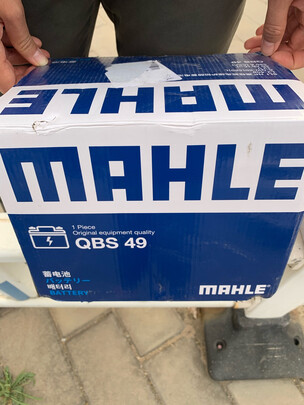 MAHLE
MAHLE
1 Piece
Original equipment quality
QBS 49
蓄电池
バッテリー
배터리
BATTERY
MAHLE